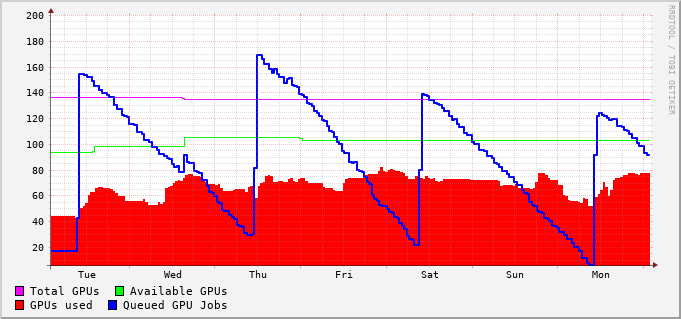 200
180
160
140
120
100
80
60
40
20
Tue Wed Thu Fri Sat Sun Mon
Total GPUs Available GPUs
GPUs used Queued GPU Jobs
RRDTOOL / TOBI OETIKER